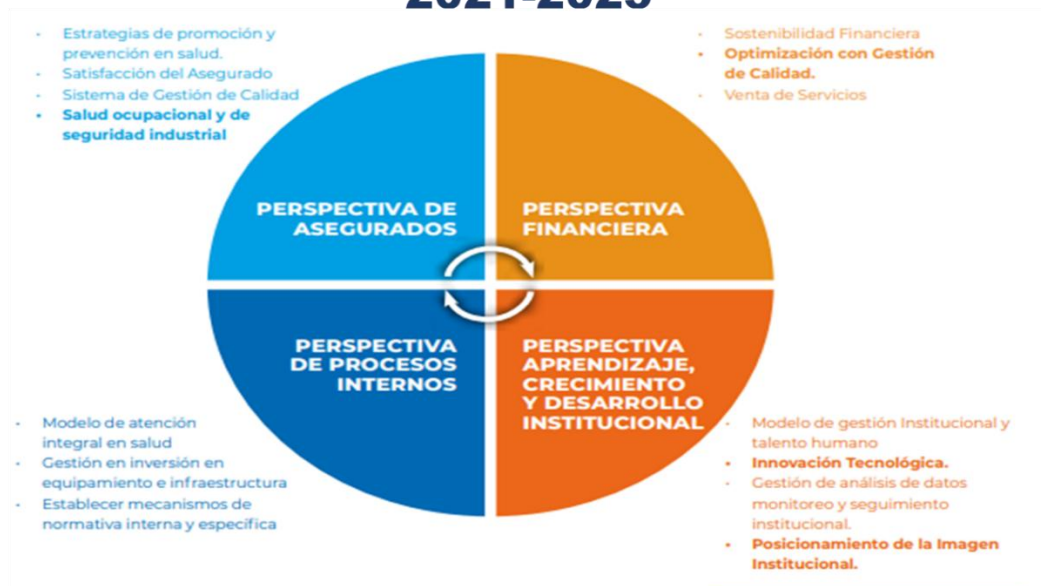 2021-2025
• Estrategias de promoción y
prevención en salud.
• Satisfacción del Asegurado
• Sistema de Gestión de Calidad
• Salud ocupacional y de
seguridad industrial
• Sostenibilidad Financiera
• Optimización con Gestión
de Calidad.
• Venta de Servicios
PERSPECTIVA DE
ASEGURADOS
PERSPECTIVA
FINANCIERA
PERSPECTIVA
DE PROCESOS
INTERNOS
PERSPECTIVA
APRENDIZAJE,
CRECIMIENTO
Y DESARROLLO
INSTITUCIONAL
• Modelo de atención
integral en salud
• Gestión en inversión en
equipamiento e infraestructura
• Establecer mecanismos de
normativa interna y específica
• Modelo de gestión Institucional y
talento humano
• Innovación Tecnológica.
• Gestión de análisis de datos
monitoreo y seguimiento
institucional.
• Posicionamiento de la Imagen
Institucional.